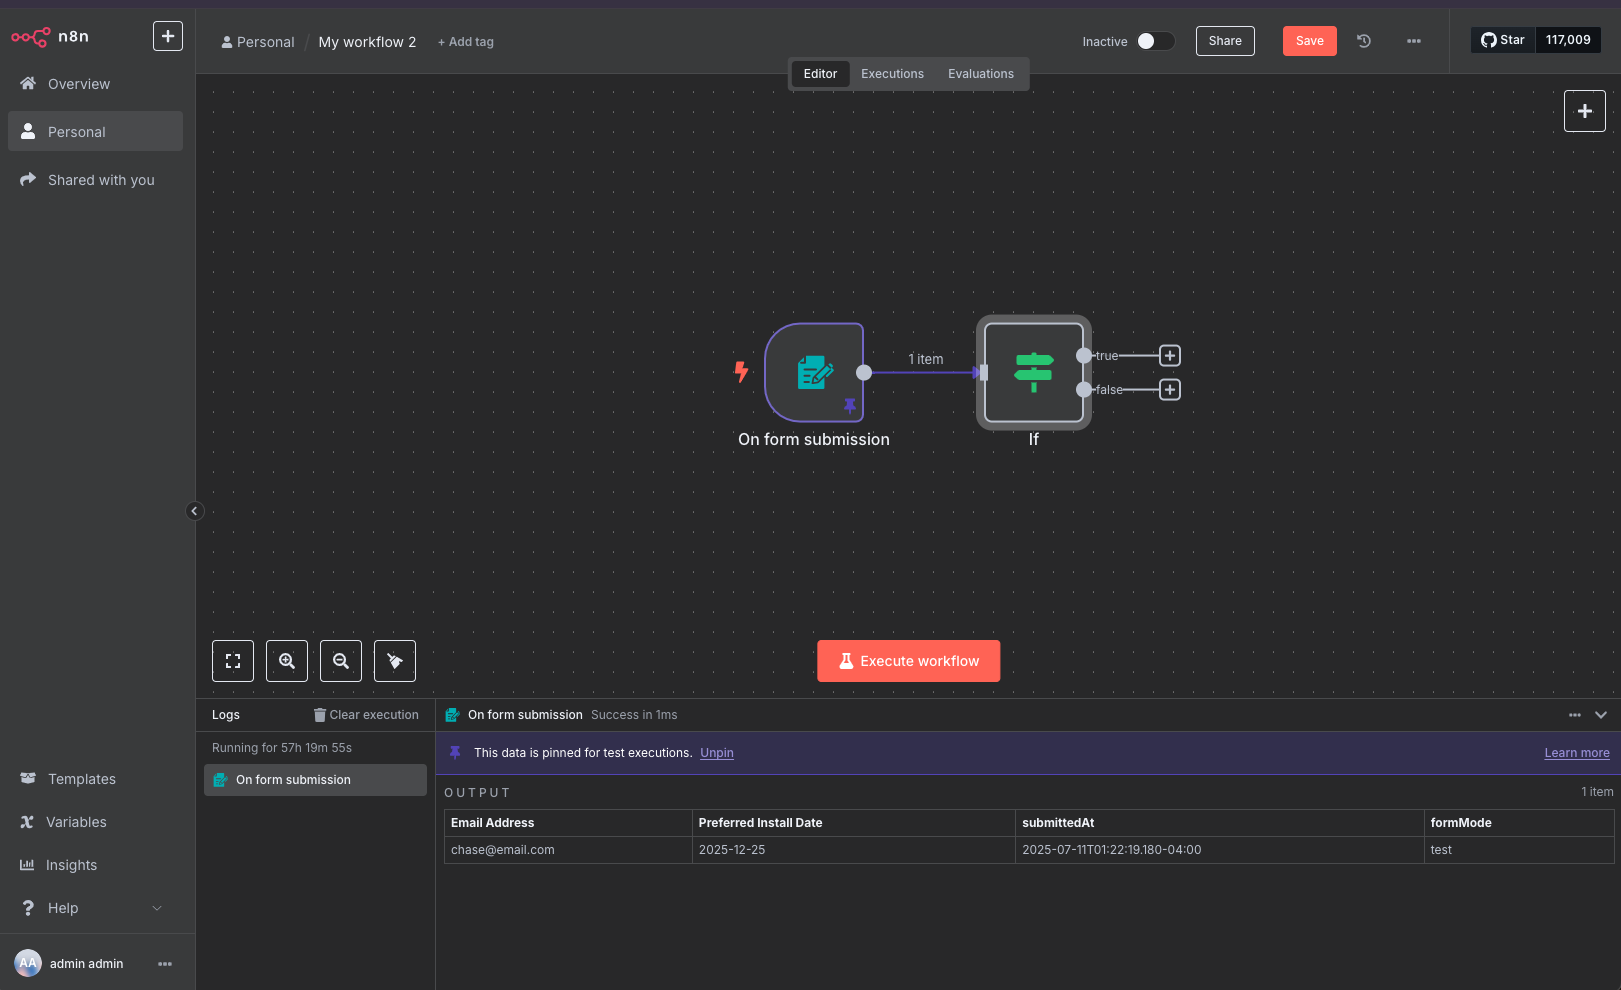 n8n
Personal / My workflow 2 + Add tag
Inactive
Share
Save
Star 117,009
Editor Executions Evaluations
Overview
Personal
Shared with you
1 item
true
false
On form submission
If
Execute workflow
Logs
Clear execution
On form submission Success in 1ms
Running for 57h 19m 55s
On form submission
This data is pinned for test executions. Unpin
Learn more
OUTPUT
1 item
Email Address Preferred Install Date submittedAt formMode
chase@email.com 2025-12-25 2025-07-11T01:22:19.180-04:00 test
Templates
Variables
Insights
Help
AA admin admin